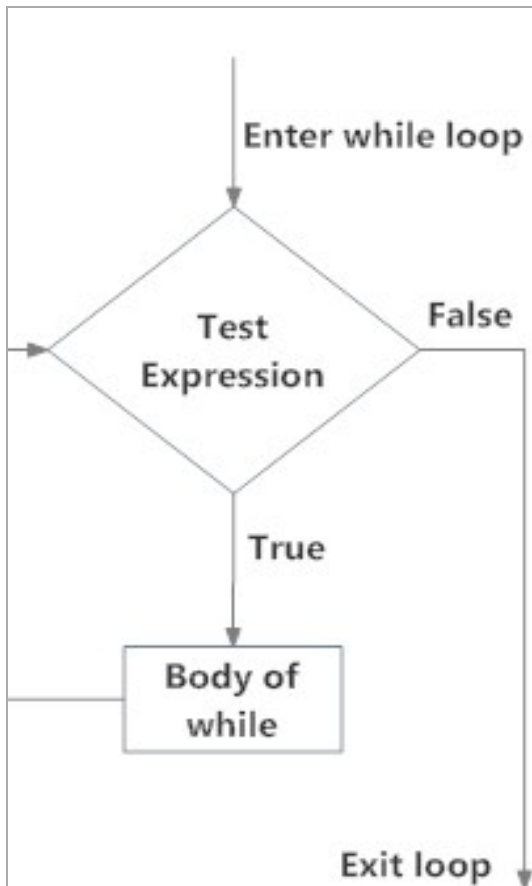 Enter while loop
Test
Expression
False
True
Body of
while
Exit loop